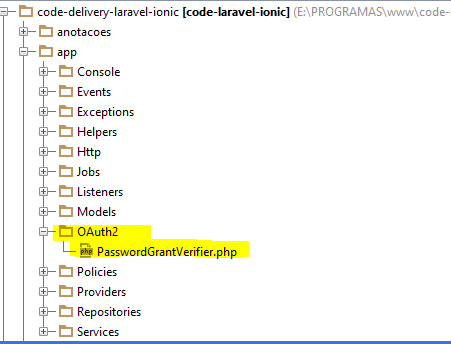 code-delivery-laravel-ionic [code-laravel-ionic] (E:\PROGRAMAS\www\code-
anotacoes
app
Console
Events
Exceptions
Helpers
Http
Jobs
Listeners
Models
OAuth2
php PasswordGrantVerifier.php
Policies
Providers
Repositories
Services